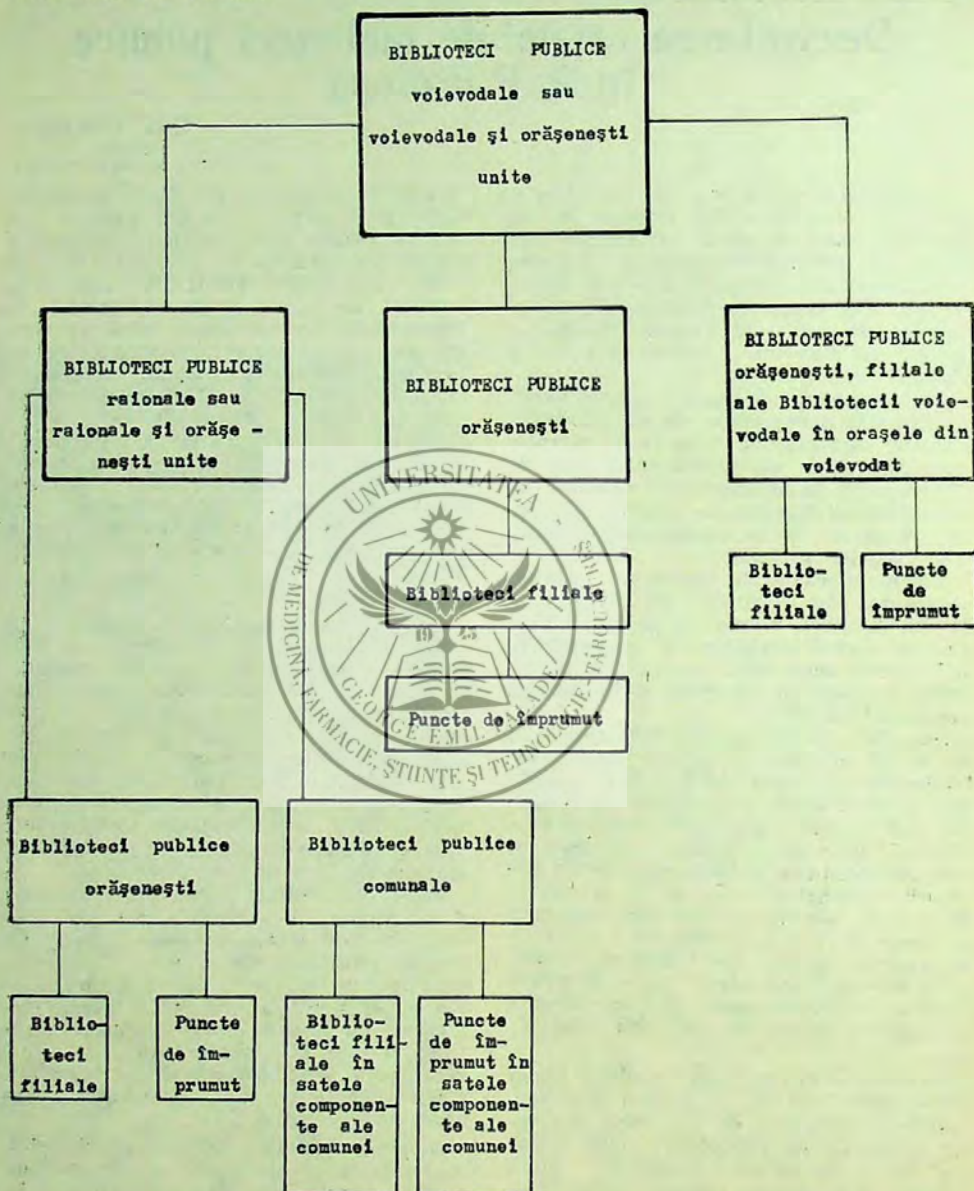 BIBLIOTECI PUBLICE
voievodale sau
voievodale şi orăşeneşti
unite
BIBLIOTECI PUBLICE
raionale sau
raionale şi orăşe -
neşti unite
BIBLIOTECI PUBLICE
orăşeneşti
BIBLIOTECI PUBLICE
orăşeneşti, filiale
ale Bibliotecii voie-
vodale în oraşele din
voievodat
Biblioteci filiale
Puncte de împrumut
Biblio-
teci
filiale
Puncte
de
împrumut
Biblioteci publice
orăşeneşti
Biblioteci publice
comunale
Biblio-
teci
filiale
Puncte
de îm-
prumut
Biblio-
teci fili-
ale în
satele
componen-
te ale
comunei
Puncte
de îm-
prumut în
satele
componen-
te ale
comunei
UNIVERSITATEA
DE MEDICINĂ, FARMACIE, ŞTIINŢE ŞI TEHNOLOGIE
TÂRGU
GEORGE EMIL PALADE
19 45